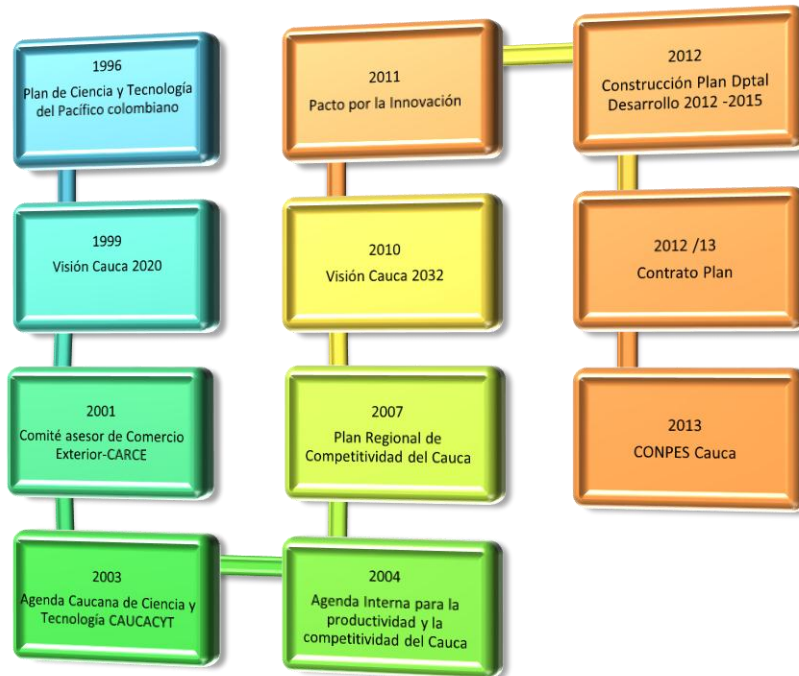 1996
Plan de Ciencia y Tecnología
del Pacífico colombiano
1999
Visión Cauca 2020
2001
Comité asesor de Comercio
Exterior-CARCE
2003
Agenda Caucana de Ciencia y
Tecnología CAUCACYT
2004
Agenda Interna para la
productividad y la
competitividad del Cauca
2007
Plan Regional de
Competitividad del Cauca
2010
Visión Cauca 2032
2011
Pacto por la Innovación
2012
Construcción Plan Dptal
Desarrollo 2012 -2015
2012 /13
Contrato Plan
2013
CONPES Cauca